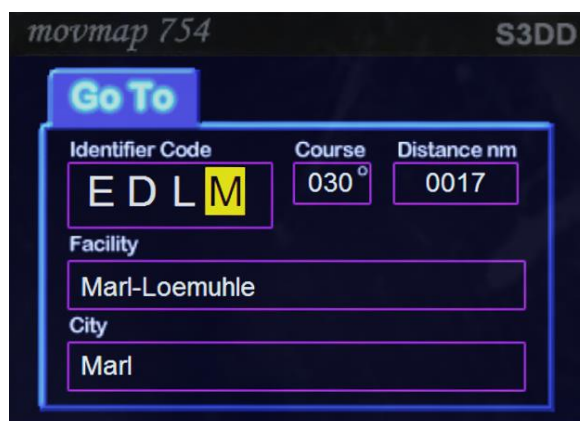 movmap 754 S3DD
Go To
Identifier Code Course Distance nm
EDLM 030° 0017
Facility
Marl-Loemuhle
City
Marl